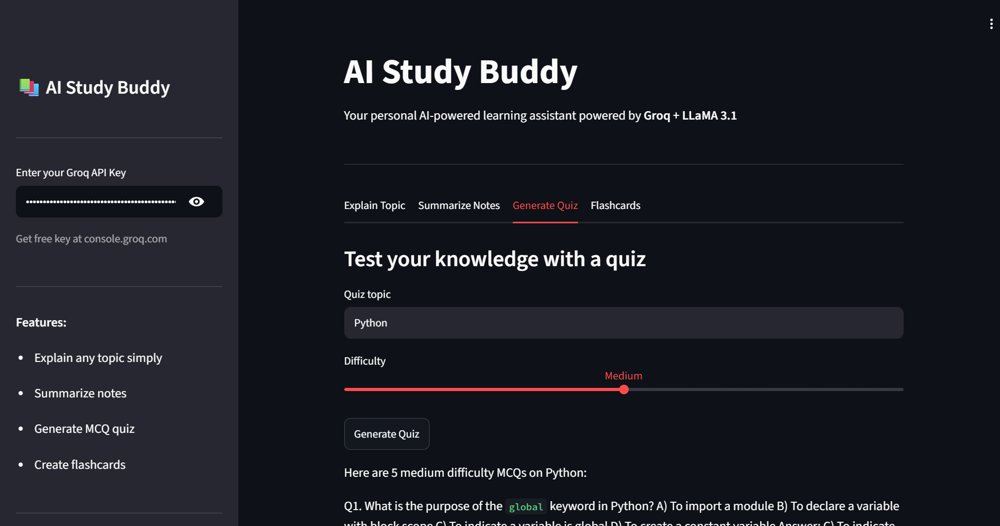 AI Study Buddy
Enter your Groq API Key
Get free key at console.groq.com
Features:
Explain any topic simply
Summarize notes
Generate MCQ quiz
Create flashcards
AI Study Buddy
Your personal AI-powered learning assistant powered by Groq + LLaMA 3.1
Explain Topic Summarize Notes Generate Quiz Flashcards
Test your knowledge with a quiz
Quiz topic
Python
Difficulty
Medium
Generate Quiz
Here are 5 medium difficulty MCQs on Python:
Q1. What is the purpose of the global keyword in Python? A) To import a module B) To declare a variable
with block scope C) To indicate a variable is global D) To create a constant variable Answer: C) To indicate